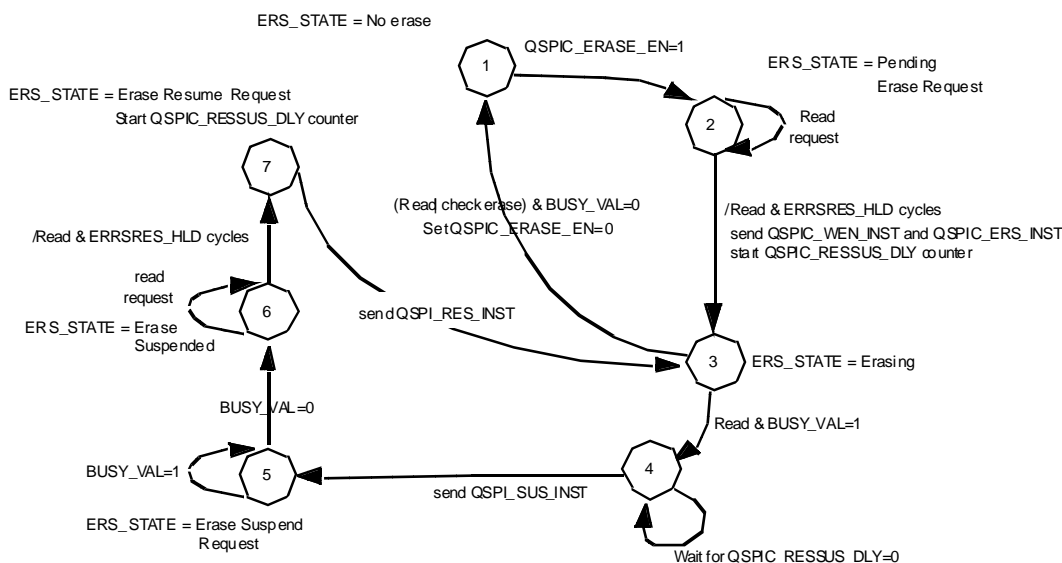 ERS_STATE = No erase
QSPIC_ERASE_EN=1
1
ERS_STATE = Pending
Erase Request
ERS_STATE = Erase Resume Request
Start QSPIC_RESSUS_DLY counter
2
Read
request
7
(Read| check erase) & BUSY_VAL=0
Set QSPIC_ERASE_EN=0
/Read & ERRSRES_HLD cycles
send QSPIC_WEN_INST and QSPIC_ERS_INST
start QSPIC_RESSUS_DLY counter
/Read & ERRSRES_HLD cycles
read
request
6
send QSPI_RES_INST
ERS_STATE = Erase
Suspended
3
ERS_STATE = Erasing
BUSY_VAL=0
Read & BUSY_VAL=1
BUSY_VAL=1
5
4
send QSPI_SUS_INST
ERS_STATE = Erase Suspend
Request
Wait for QSPIC_RESSUS_DLY=0